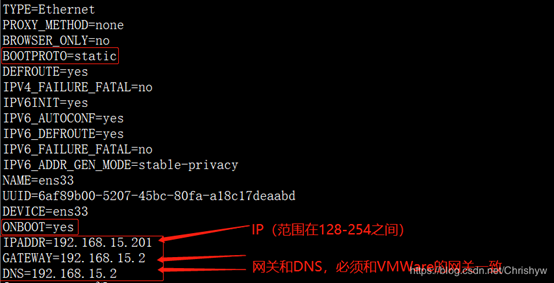 TYPE=Ethernet
PROXY_METHOD=none
BROWSER_ONLY=no
BOOTPROTO=static
DEFROUTE=yes
IPV4_FAILURE_FATAL=no
IPV6INIT=yes
IPV6_AUTOCONF=yes
IPV6_DEFROUTE=yes
IPV6_FAILURE_FATAL=no
IPV6_ADDR_GEN_MODE=stable-privacy
NAME=ens33
UUID=6af89b00-5207-45bc-80fa-a18c17deaabd
DEVICE=ens33
ONBOOT=yes
IP（范围在128-254之间）
IPADDR=192.168.15.201
GATEWAY=192.168.15.2
网关和DNS，必须和VMWare的网关一致
DNS=192.168.15.2
https://blog.csdn.net/Chrishyw